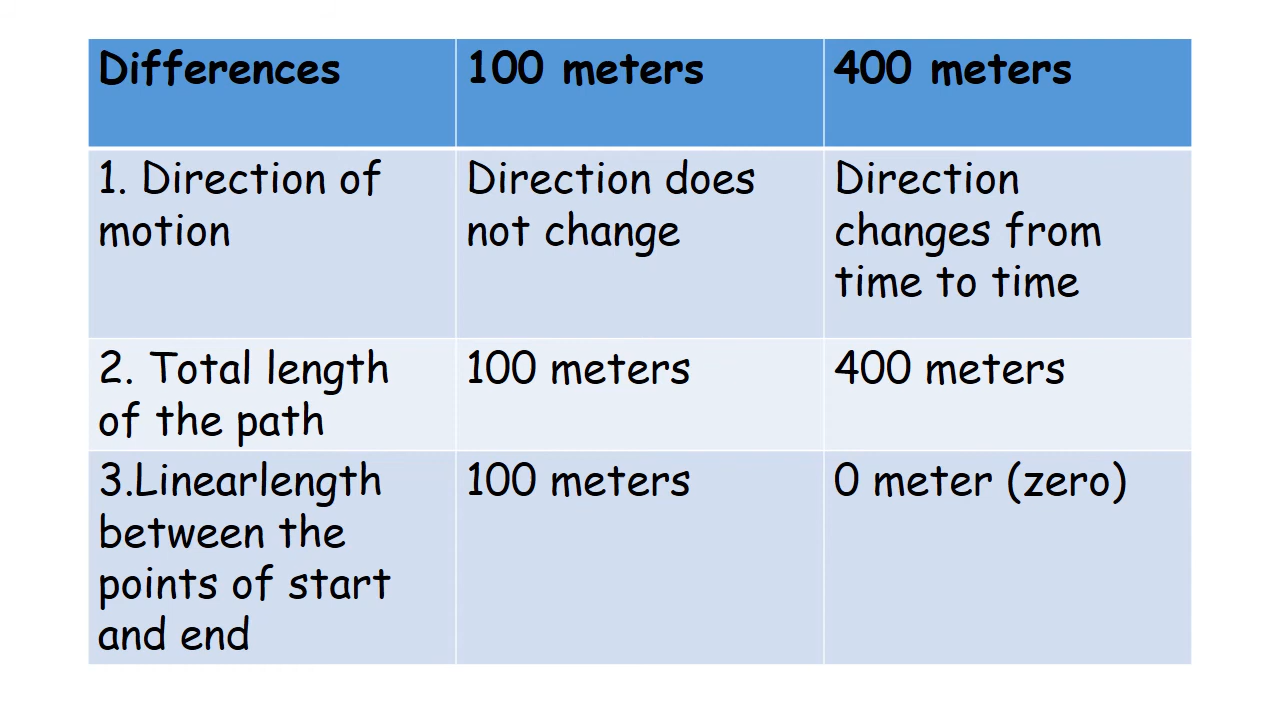 Differences
100 meters
400 meters
1. Direction of
motion
Direction does
not change
Direction
changes from
time to time
2. Total length
of the path
100 meters
400 meters
3.Linearlength
between the
points of start
and end
100 meters
0 meter (zero)